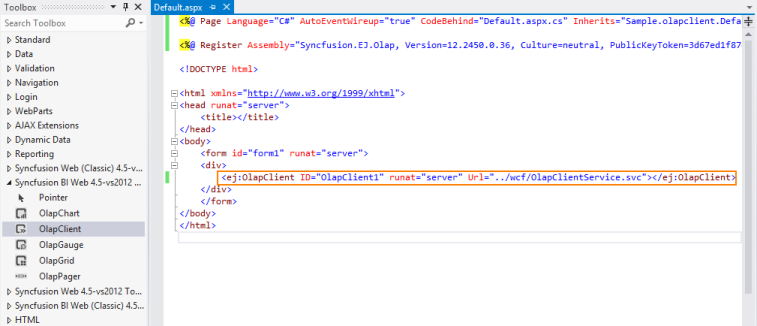 Toolbox
Search Toolbox
Standard
Data
Validation
Navigation
Login
WebParts
AJAX Extensions
Dynamic Data
Reporting
Syncfusion Web (Classic) 4.5-v...
Syncfusion BI Web 4.5-vs2012 ...
Pointer
OlapChart
OlapClient
OlapGauge
OlapGrid
OlapPager
Syncfusion Web 4.5-vs2012 To...
Syncfusion BI Web (Classic) 4.5...
HTML
Default.aspx
<%@ Page Language="C#" AutoEventWireup="true" CodeBehind="Default.aspx.cs" Inherits="Sample.olapclient.Defa
<%@ Register Assembly="Syncfusion.EJ.Olap, Version=12.2450.0.36, Culture=neutral, PublicKeyToken=3d67ed1f87
<!DOCTYPE html>
<html xmlns="http://www.w3.org/1999/xhtml">
<head runat="server">
<title></title>
</head>
<body>
<form id="form1" runat="server">
<div>
<ej:OlapClient ID="OlapClient1" runat="server" Url="../wcf/OlapClientService.svc"></ej:OlapClient>
</div>
</form>
</body>
</html>